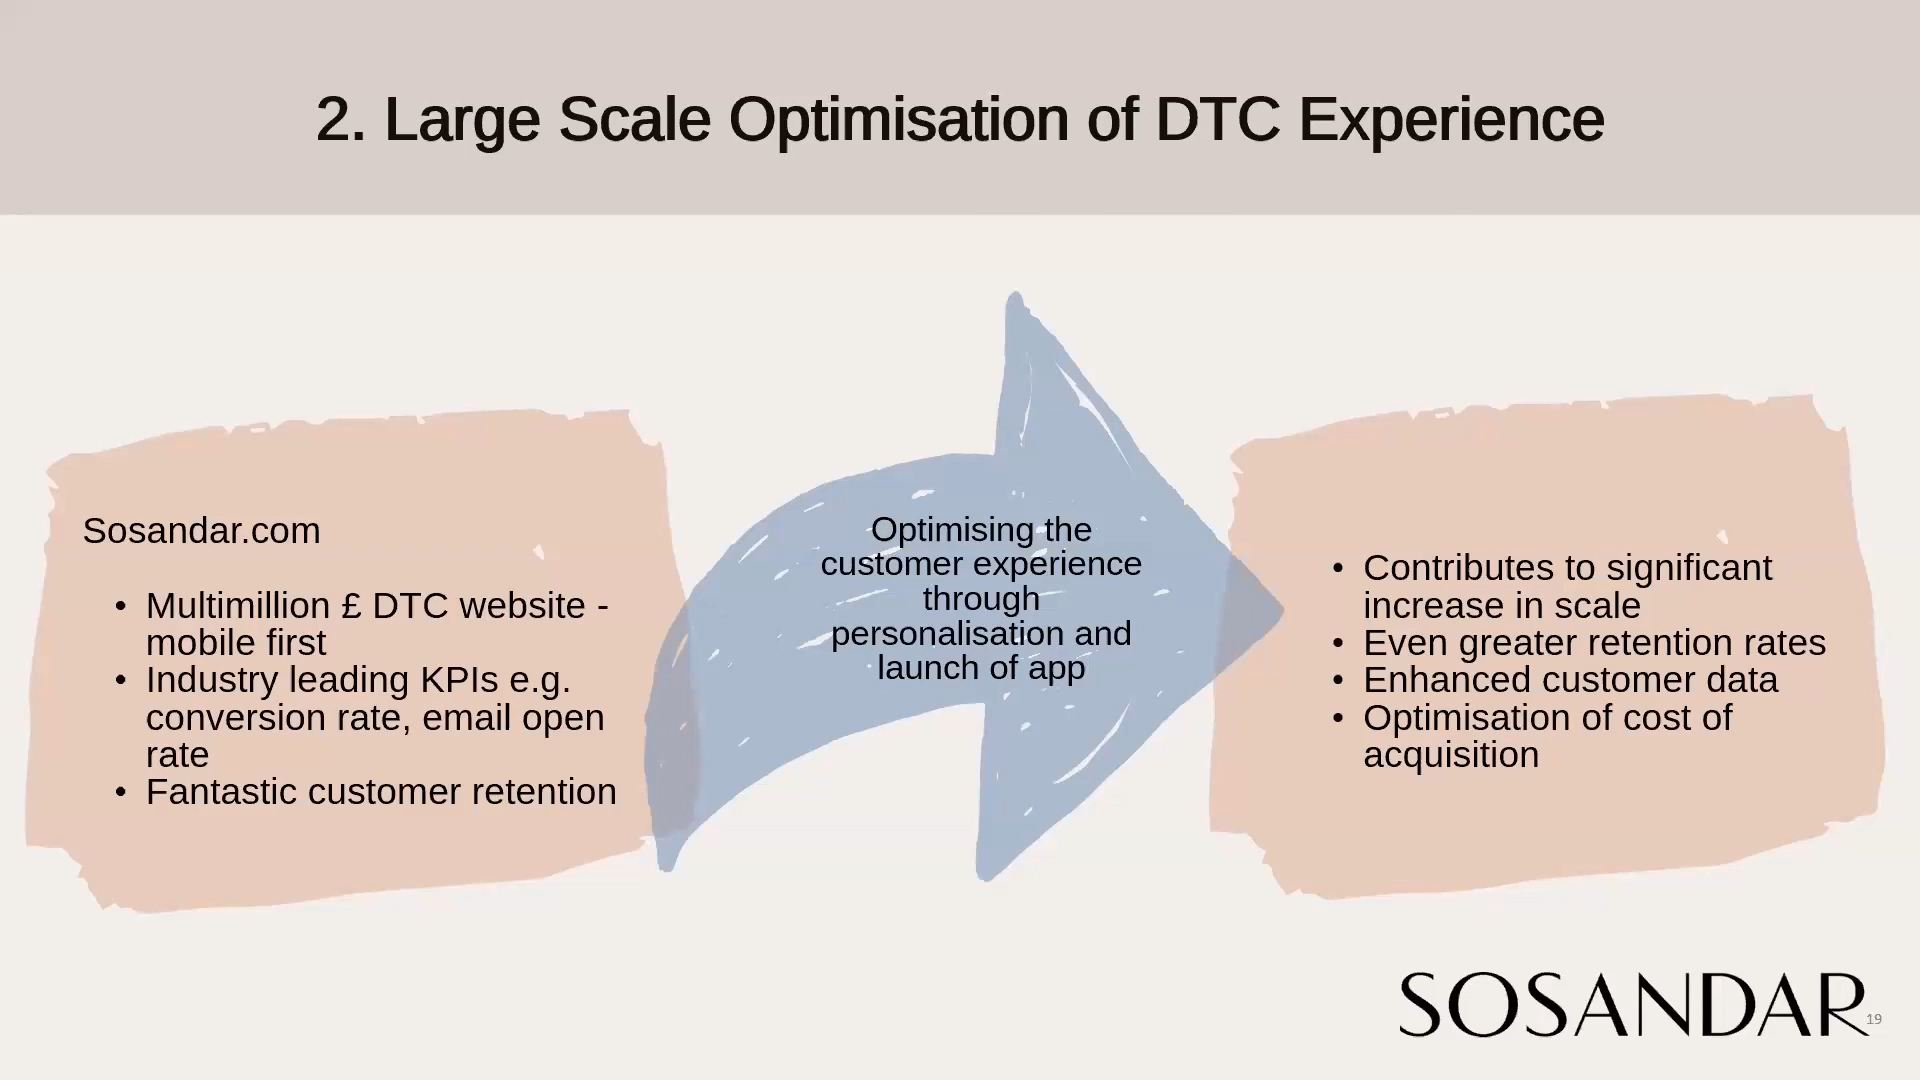 2. Large Scale Optimisation of DTC Experience
Sosandar.com
• Multimillion £ DTC website -
mobile first
• Industry leading KPIs e.g.
conversion rate, email open
rate
• Fantastic customer retention
Optimising the
customer experience
through
personalisation and
launch of app
• Contributes to significant
increase in scale
• Even greater retention rates
• Enhanced customer data
• Optimisation of cost of
acquisition
SOSANDAR
19